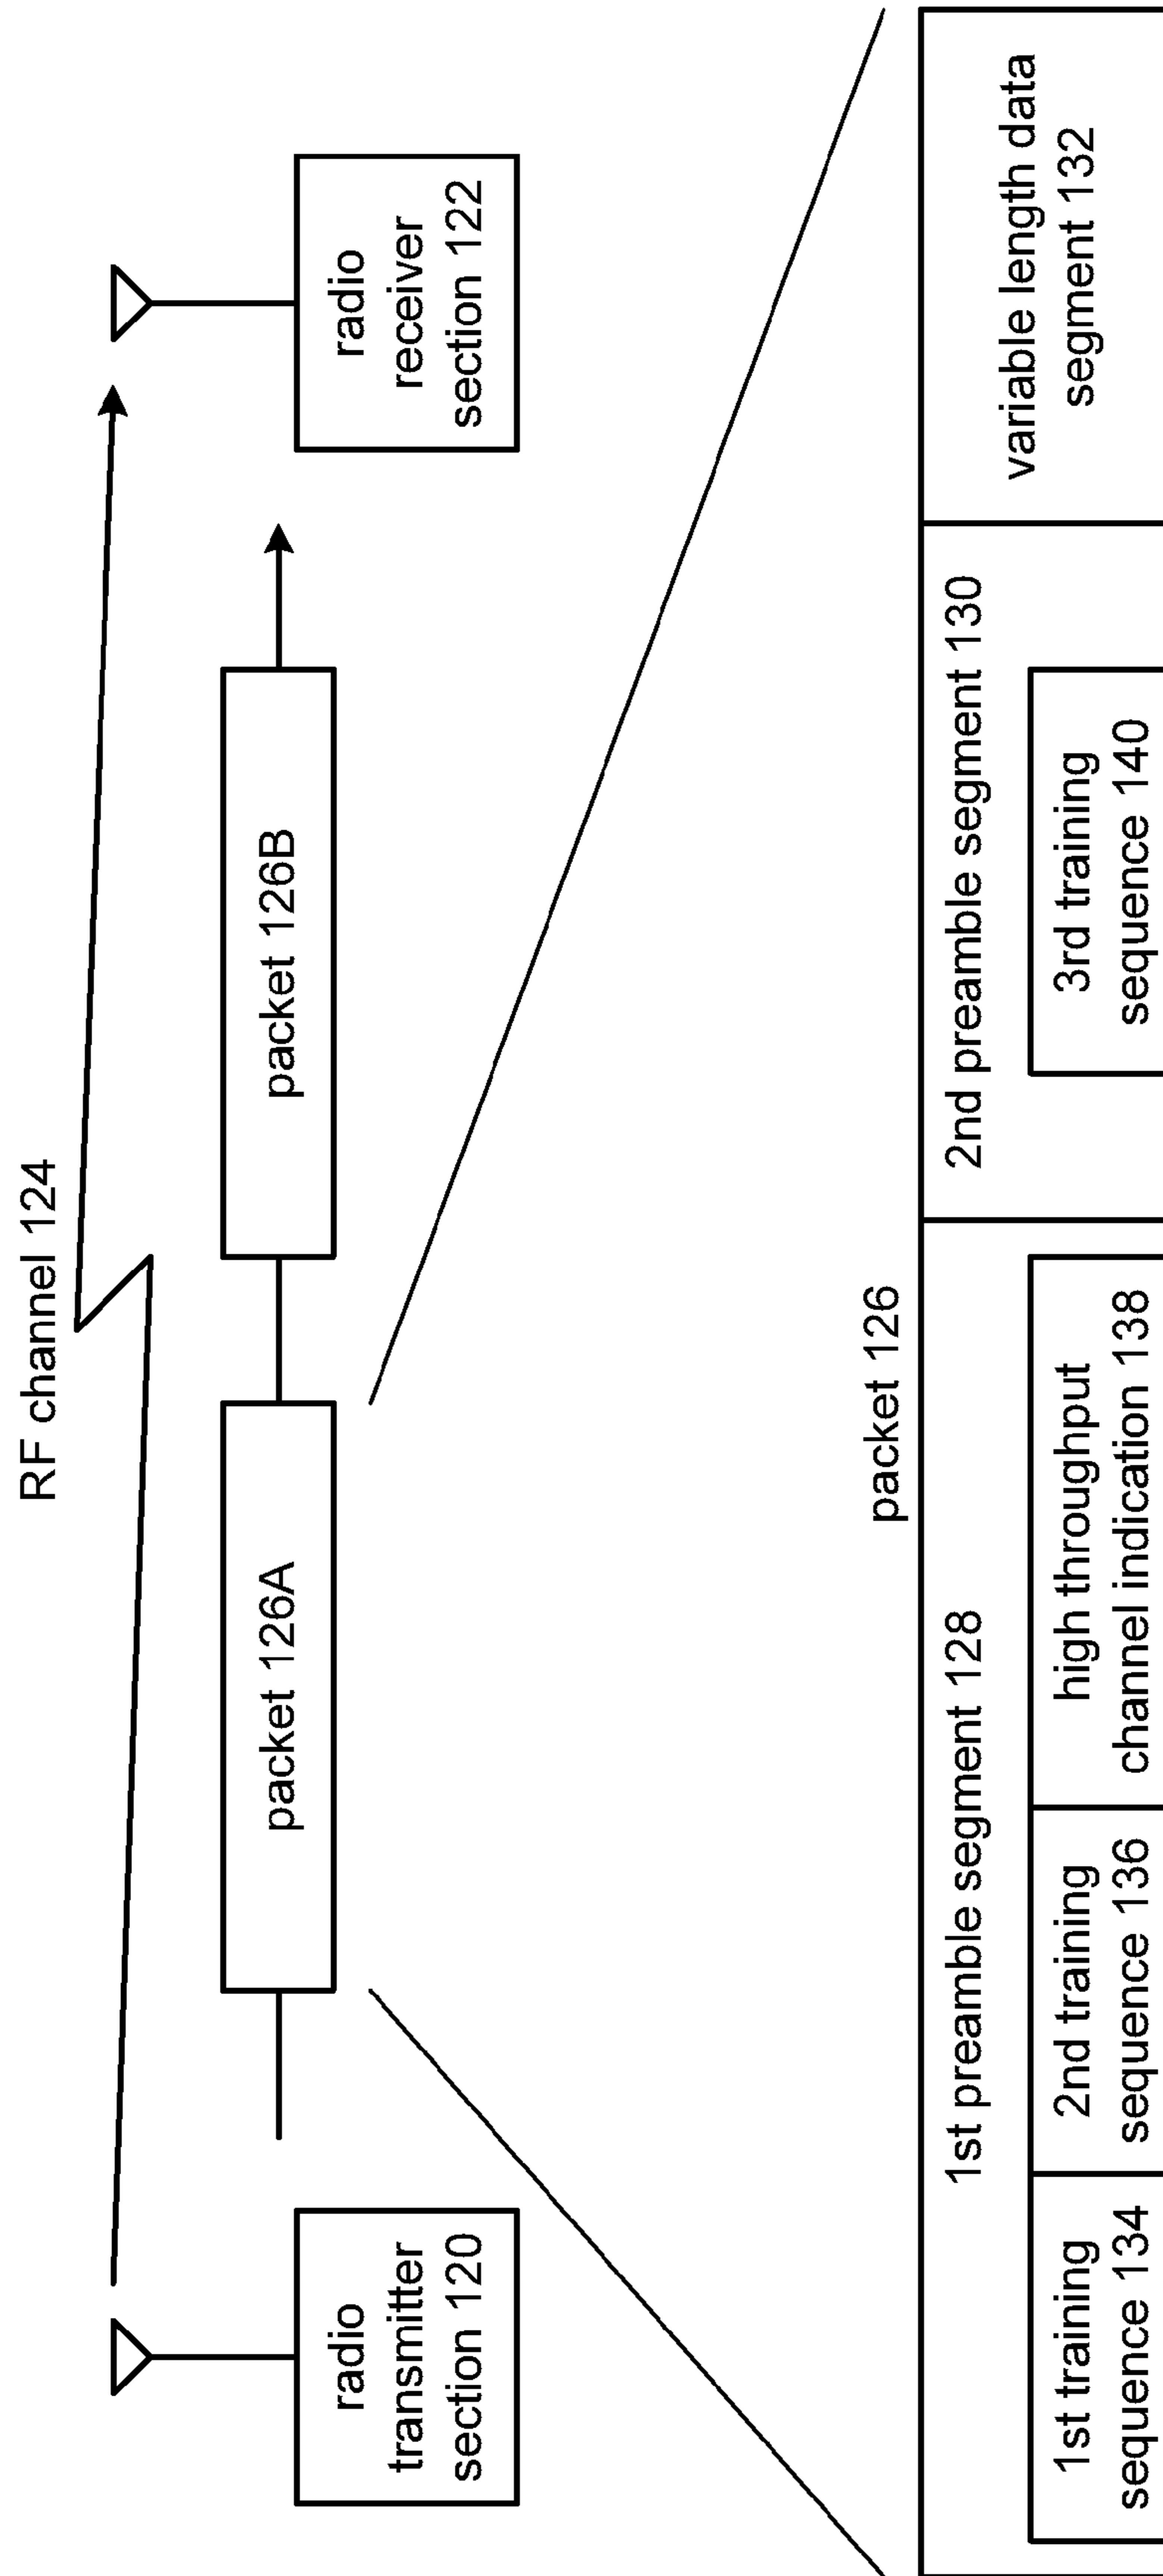 RF channel 124
radio
transmitter
section 120
packet 126A
packet 126B
radio
receiver
section 122
packet 126
1st preamble segment 128
1st training
sequence 134
2nd training
sequence 136
high throughput
channel indication 138
2nd preamble segment 130
3rd training
sequence 140
variable length data
segment 132